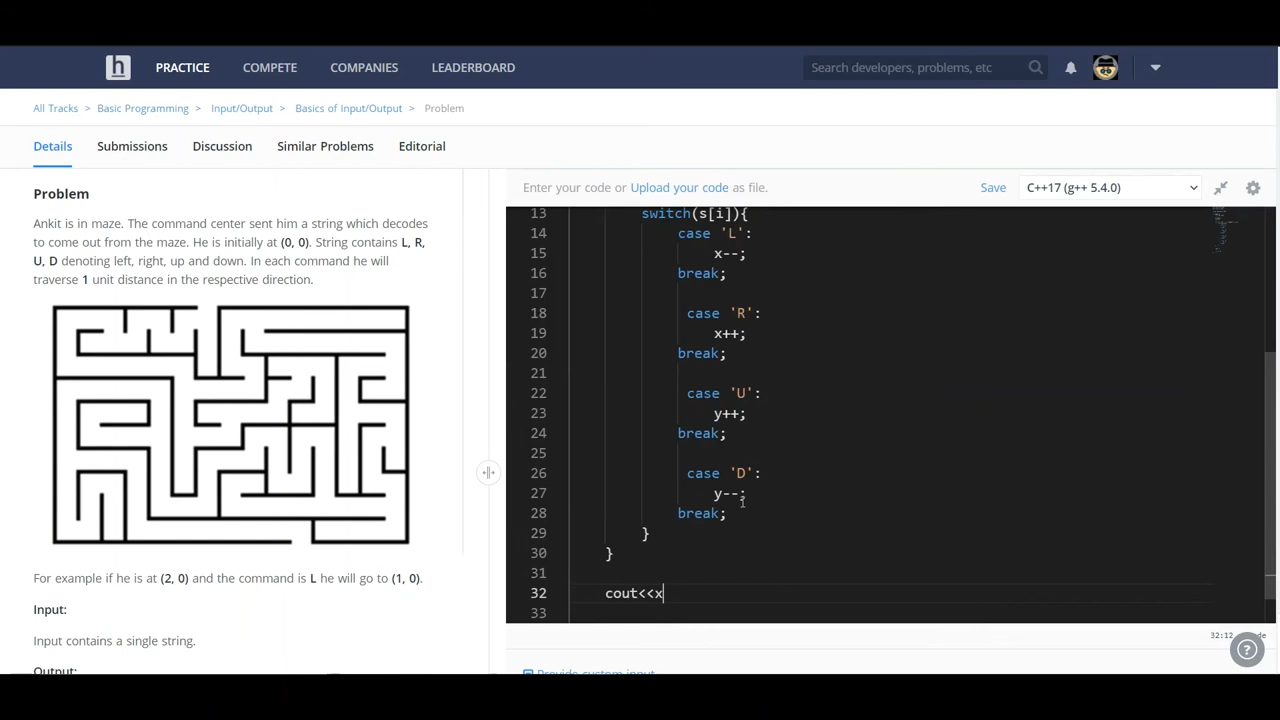 h PRACTICE COMPETE COMPANIES LEADERBOARD Search developers, problems, etc
All Tracks > Basic Programming > Input/Output > Basics of Input/Output > Problem
Details Submissions Discussion Similar Problems Editorial
Problem
Ankit is in maze. The command center sent him a string which decodes
to come out from the maze. He is initially at (0, 0). String contains L, R,
U, D denoting left, right, up and down. In each command he will
traverse 1 unit distance in the respective direction.
For example if he is at (2, 0) and the command is L he will go to (1, 0).
Input:
Input contains a single string.
Output:
Enter your code or Upload your code as file. Save C++17 (g++ 5.4.0)
13 switch(s[i]){
14 case 'L':
15 x--;
16 break;
17
18 case 'R':
19 x++;
20 break;
21
22 case 'U':
23 y++;
24 break;
25
26 case 'D':
27 y--;
28 break;
29 }
30 }
31
32 cout<<x
33
32:12
Provide custom input
?